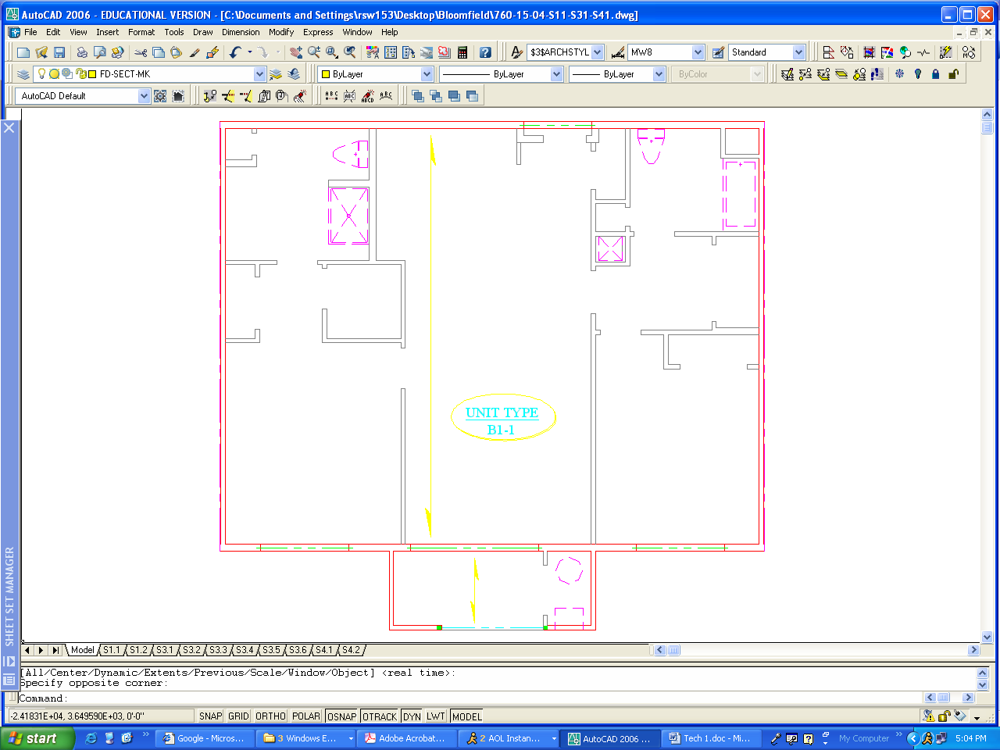 AutoCAD 2006 - EDUCATIONAL VERSION - [C:\Documents and Settings\rsw153\Desktop\Bloomfield\760-15-04-S11-S31-S41.dwg]
File Edit View Insert Format Tools Draw Dimension Modify Express Window Help
$3$ARCHSTYL MW8 Standard
FD-SECT-MK ByLayer ByLayer ByLayer ByColor
AutoCAD Default
UNIT TYPE
B1-1
SHEET SET MANAGER
Model S1.1 S1.2 S3.1 S3.2 S3.3 S3.4 S3.5 S3.6 S4.1 S4.2
[All/Center/Dynamic/Extents/Previous/Scale/Window/Object] <real time>:
Specify opposite corner:
Command:
-2.41831E+04, 3.649590E+03, 0'-0" SNAP GRID ORTHO POLAR OSNAP OTRACK DYN LWT MODEL
start Google - Micros... 3 Windows E... Adobe Acrobat... 2 AOL Instan... AutoCAD 2006 ... Tech 1.doc - Mi... My Computer 5:04 PM